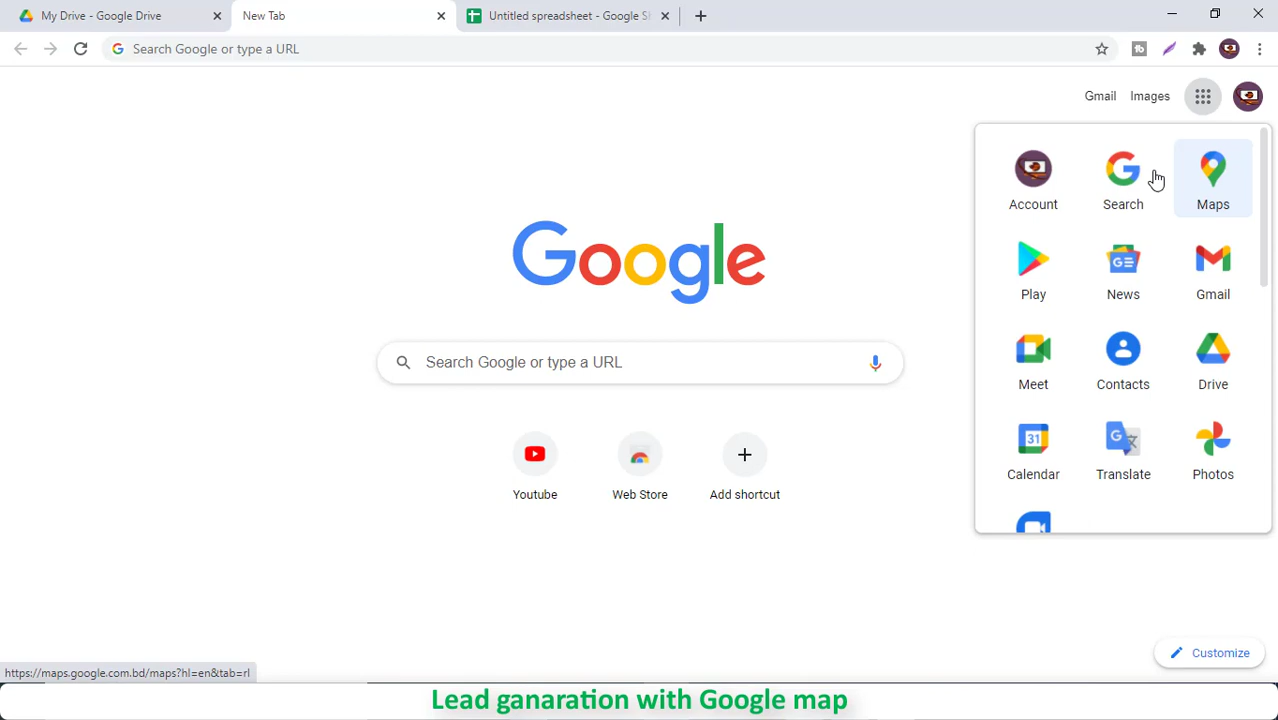 My Drive - Google Drive
New Tab
Untitled spreadsheet - Google S
Search Google or type a URL
Gmail
Images
Account
Search
Maps
Play
News
Gmail
Meet
Contacts
Drive
31
Calendar
Translate
Photos
Google
Search Google or type a URL
Youtube
Web Store
Add shortcut
Customize
https://maps.google.com.bd/maps?hl=en&tab=rl
Lead ganaration with Google map